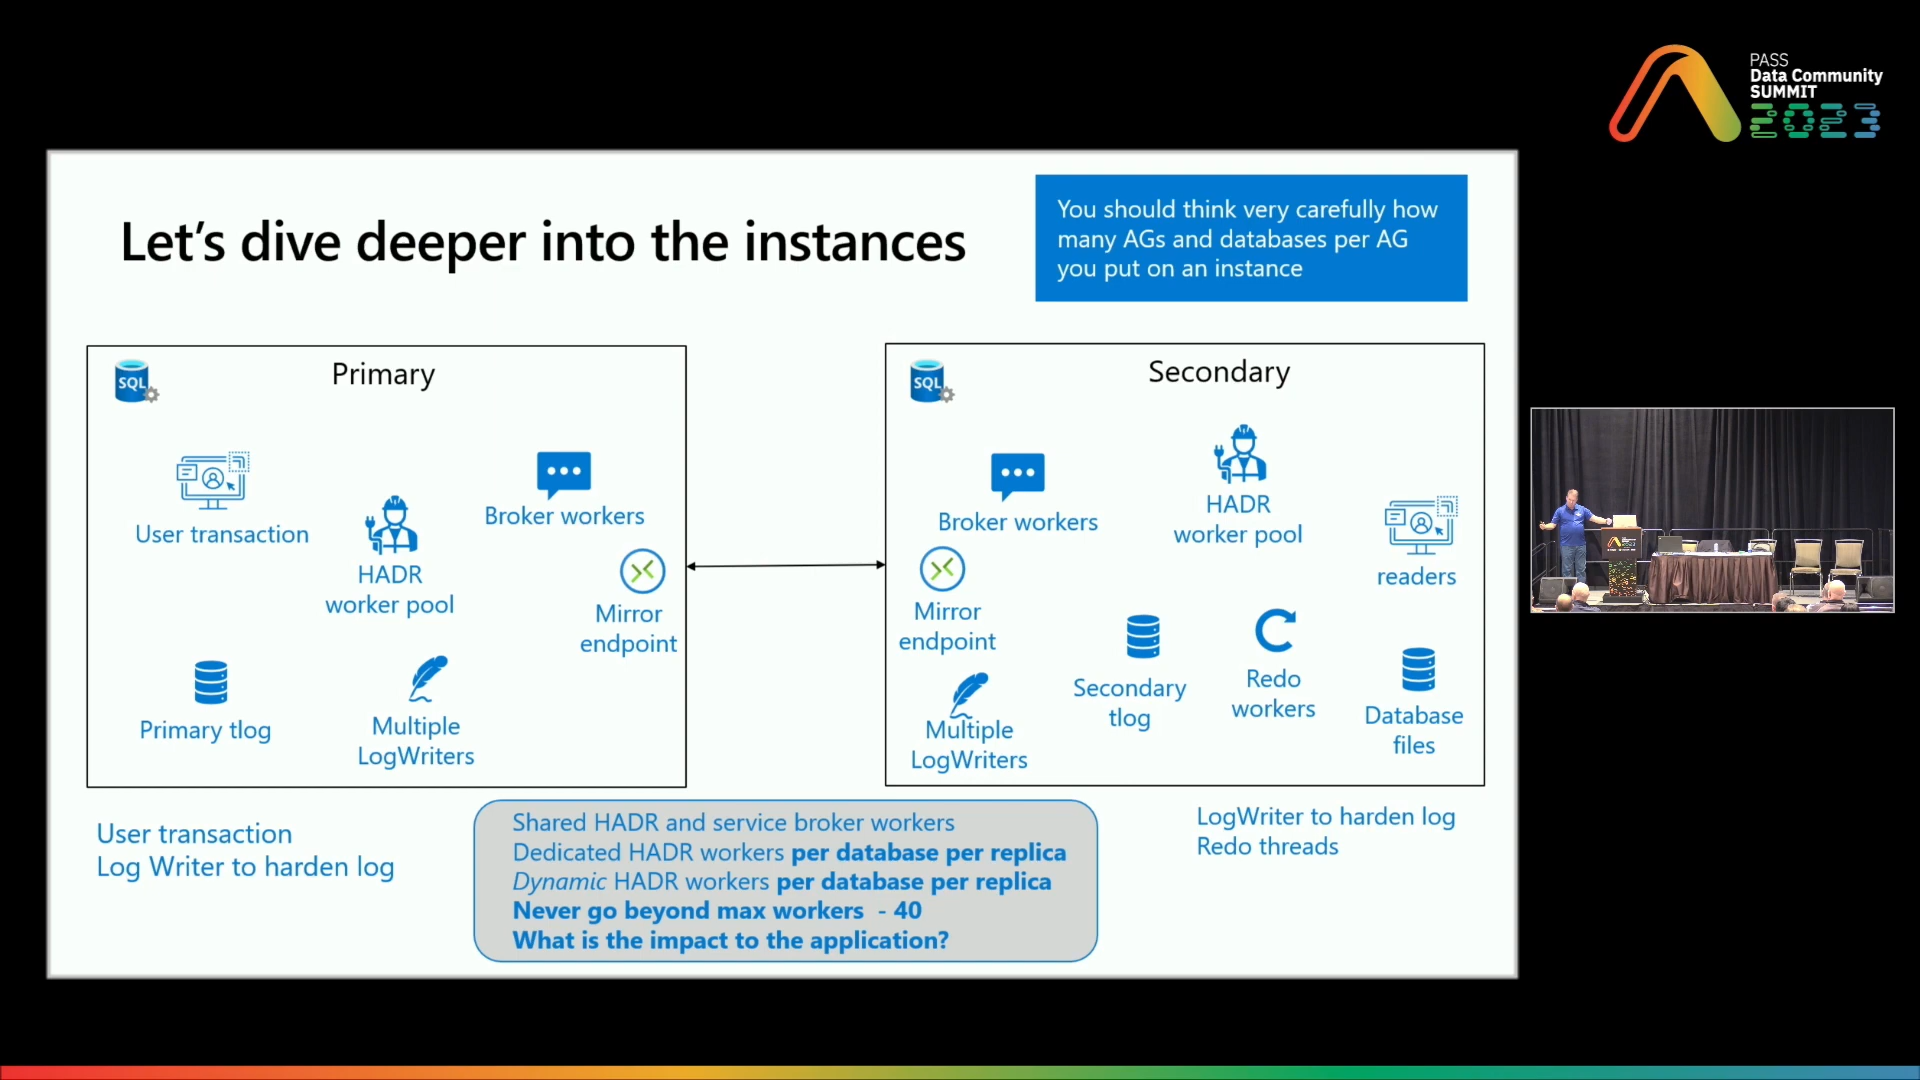 PASS
Data Community
SUMMIT
2023
Let's dive deeper into the instances
You should think very carefully how
many AGs and databases per AG
you put on an instance
SQL
Primary
User transaction
HADR
worker pool
Broker workers
Mirror
endpoint
Primary tlog
Multiple
LogWriters
SQL
Secondary
Broker workers
HADR
worker pool
readers
Mirror
endpoint
Secondary
tlog
Redo
workers
Database
files
Multiple
LogWriters
User transaction
Log Writer to harden log
Shared HADR and service broker workers
Dedicated HADR workers per database per replica
Dynamic HADR workers per database per replica
Never go beyond max workers - 40
What is the impact to the application?
LogWriter to harden log
Redo threads